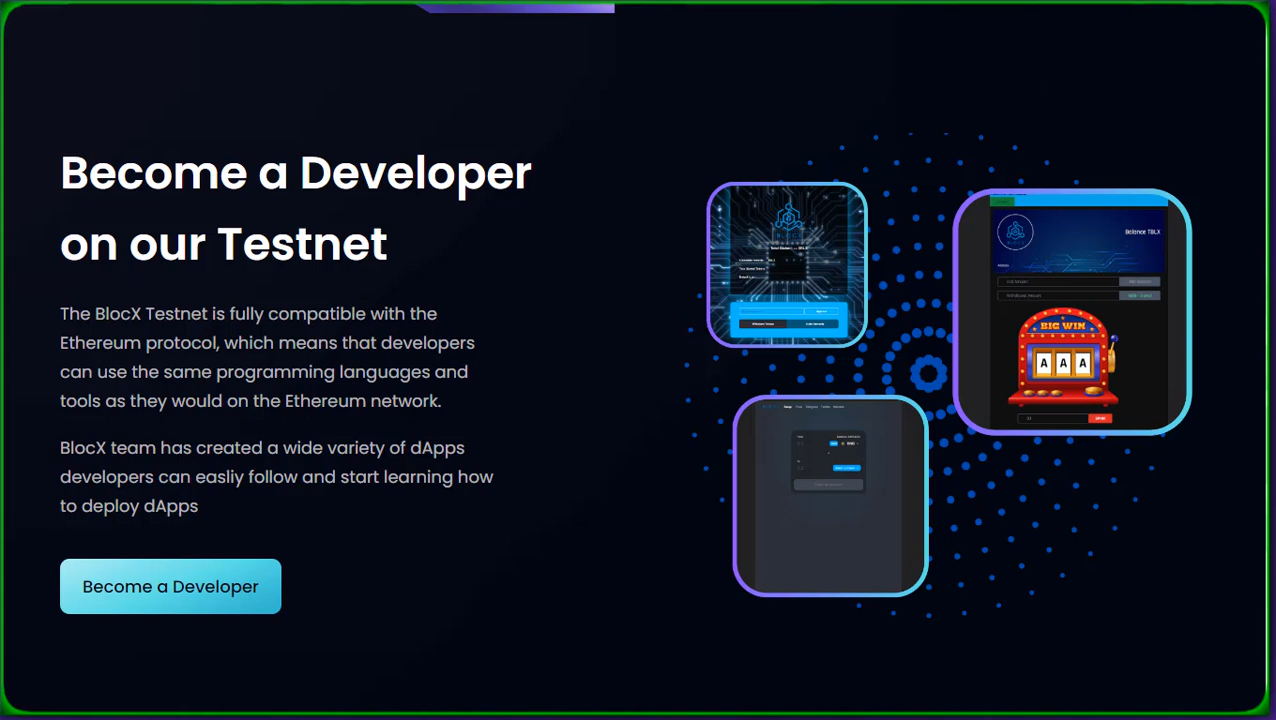 Become a Developer
on our Testnet
The BlocX Testnet is fully compatible with the
Ethereum protocol, which means that developers
can use the same programming languages and
tools as they would on the Ethereum network.
BlocX team has created a wide variety of dApps
developers can easliy follow and start learning how
to deploy dApps
Become a Developer
Balance TBLX
BIG WIN
A A A